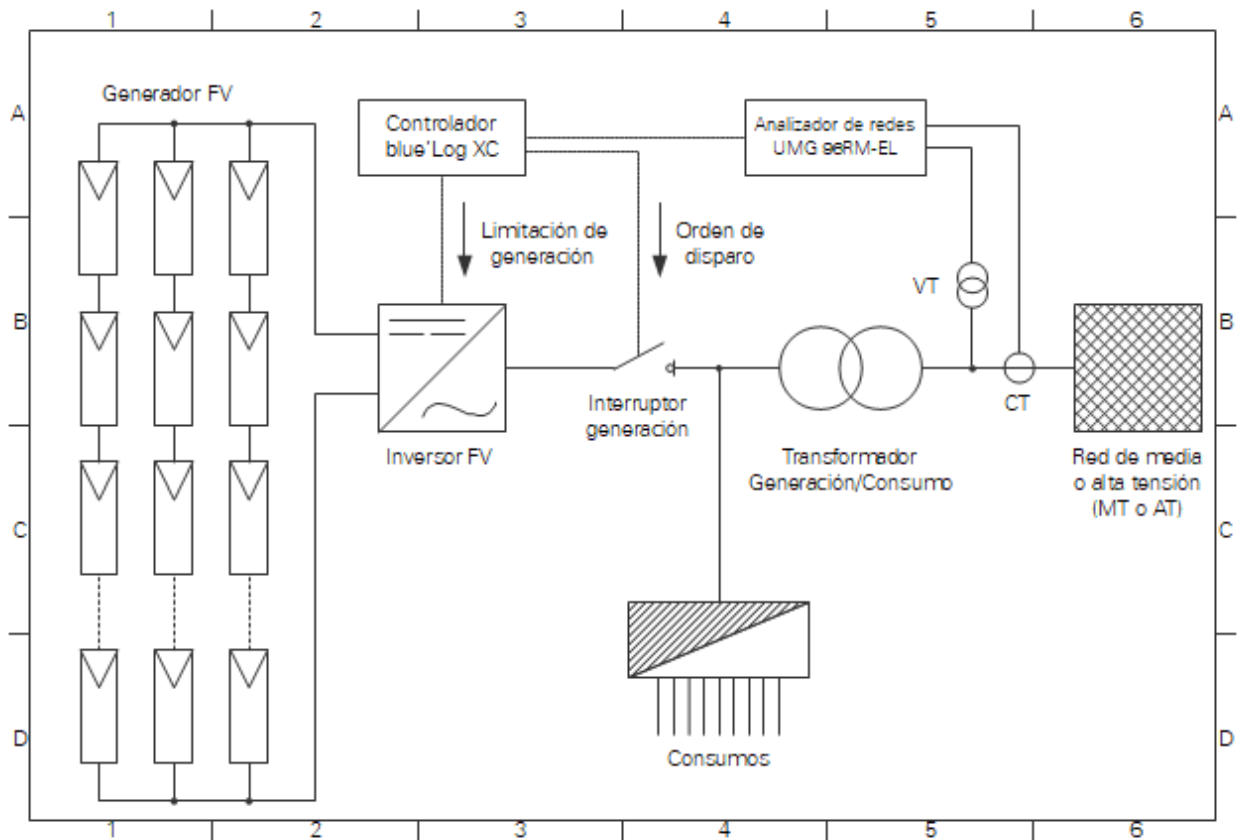 1 2 3 4 5 6
A
B
C
D
Generador FV
Controlador
blue'Log XC
Analizador de redes
UMG 96RM-EL
Limitación de
generación
Orden de
disparo
VT
CT
Inversor FV
Interruptor
generación
Transformador
Generación/Consumo
Red de media
o alta tensión
(MT o AT)
Consumos
A
B
C
D
1 2 3 4 5 6